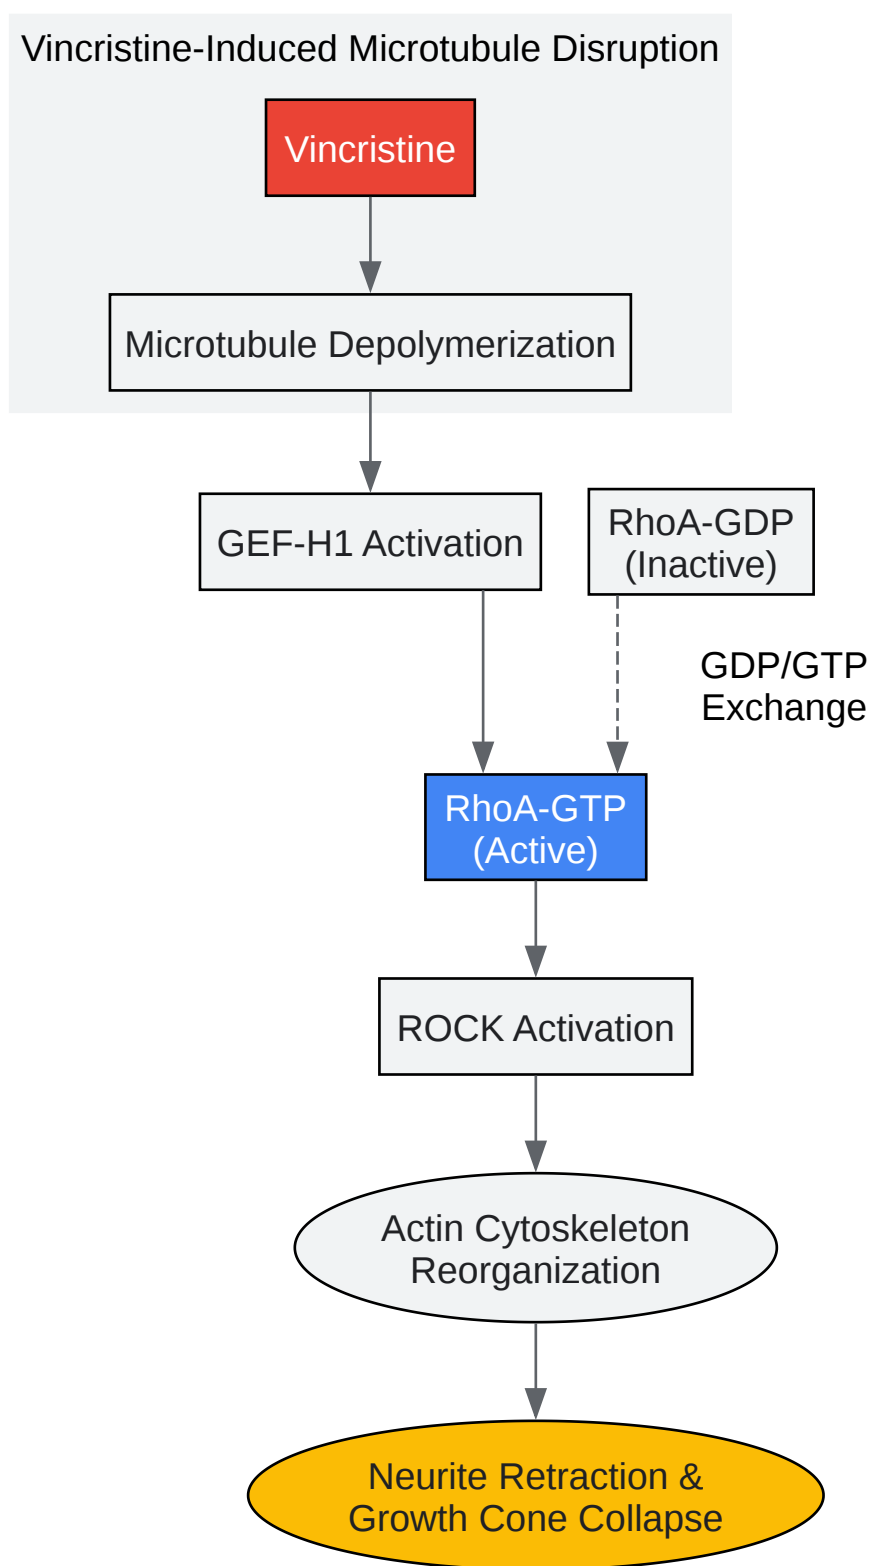 Vincristine-Induced Microtubule Disruption
Vincristine
Microtubule Depolymerization
GEF-H1 Activation
RhoA-GDP
(Inactive)
GDP/GTP
Exchange
RhoA-GTP
(Active)
ROCK Activation
Actin Cytoskeleton
Reorganization
Neurite Retraction &
Growth Cone Collapse